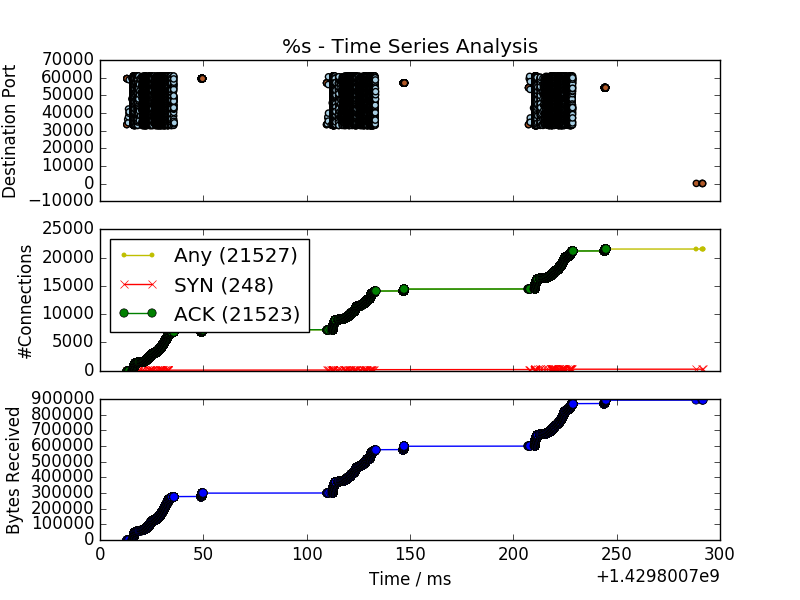 %s - Time Series Analysis
Destination Port
70000
60000
50000
40000
30000
20000
10000
0
−10000
#Connections
25000
20000
15000
10000
5000
0
Any (21527)
SYN (248)
ACK (21523)
Bytes Received
900000
800000
700000
600000
500000
400000
300000
200000
100000
0
0 50 100 150 200 250 300
Time / ms
+1.4298007e9